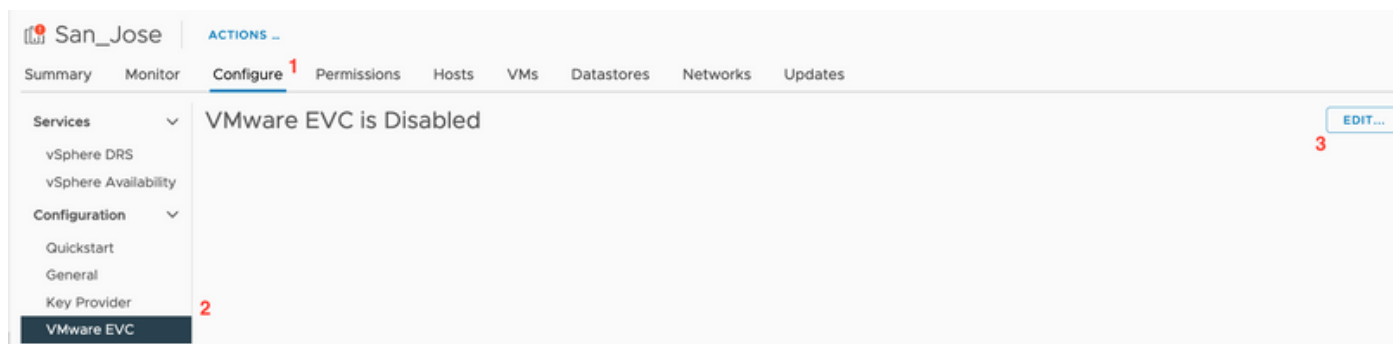 San_Jose
ACTIONS
Summary Monitor Configure 1 Permissions Hosts VMs Datastores Networks Updates
Services
VMware EVC is Disabled
EDIT...
3
vSphere DRS
vSphere Availability
Configuration
Quickstart
General
Key Provider
2
VMware EVC